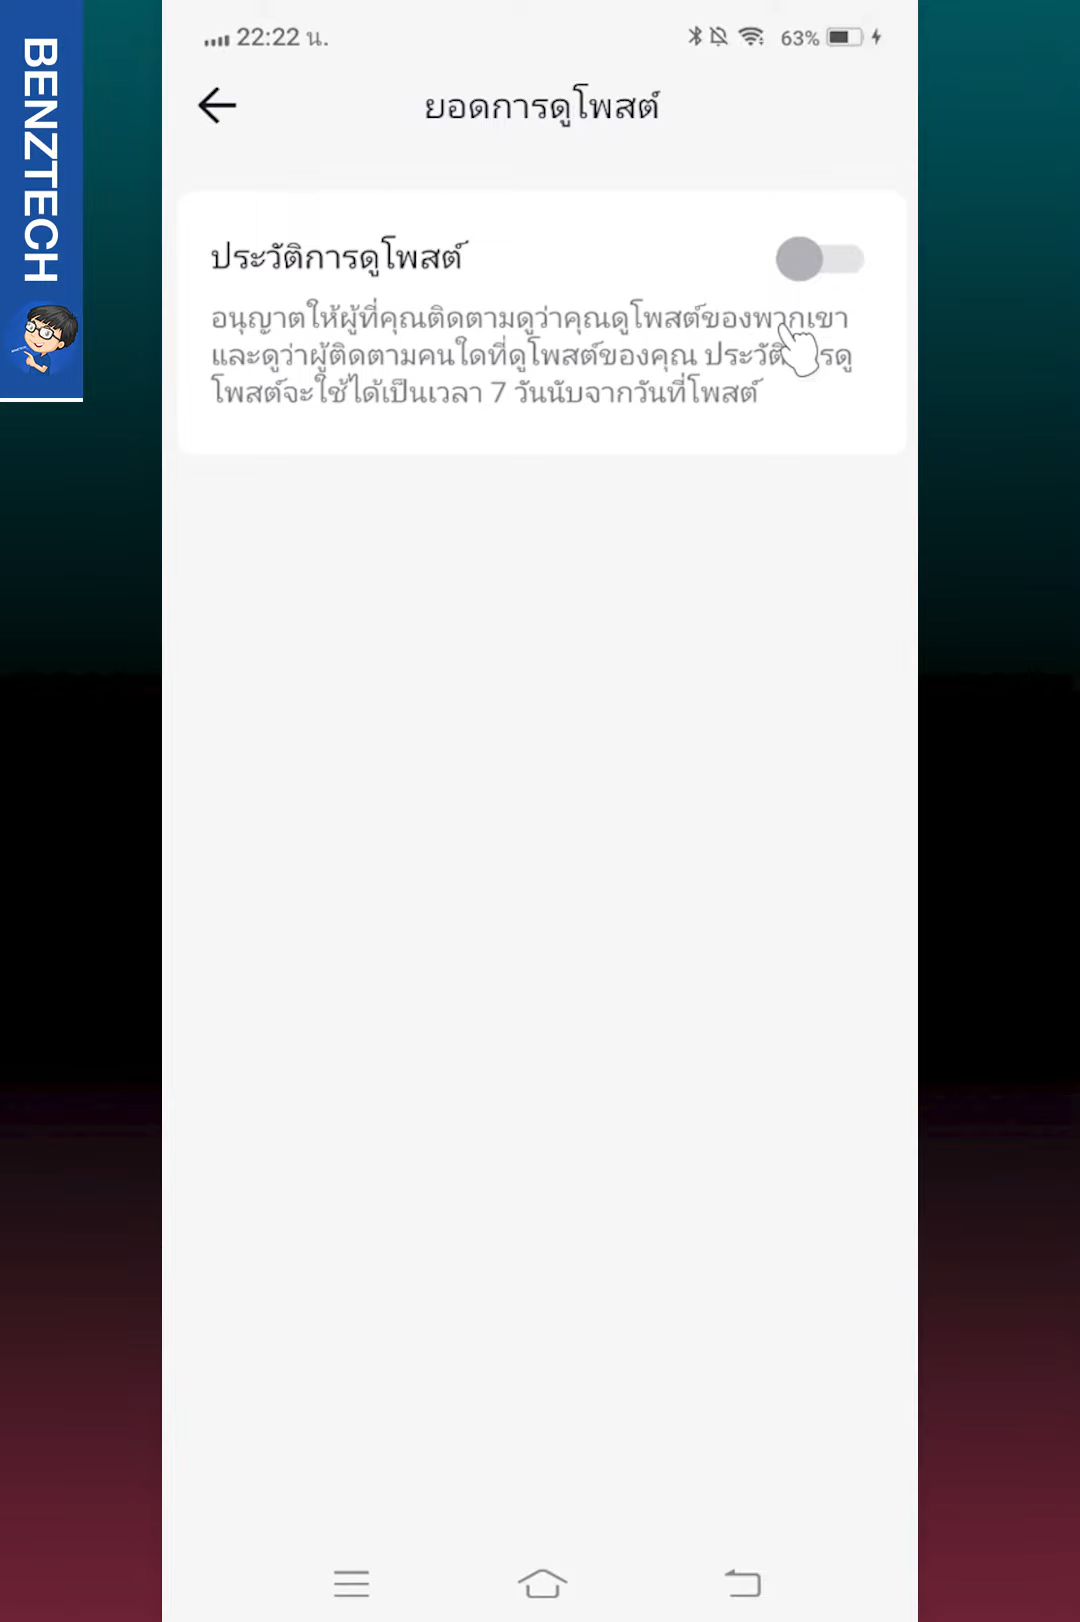 BENZTECH
22:22 น.
63%
ยอดการดูโพสต์
ประวัติการดูโพสต์
อนุญาตให้ผู้ที่คุณติดตามดูว่าคุณดูโพสต์ของพวกเขา
และดูว่าผู้ติดตามคนใดที่ดูโพสต์ของคุณ ประวัติการดู
โพสต์จะใช้ได้เป็นเวลา 7 วันนับจากวันที่โพสต์